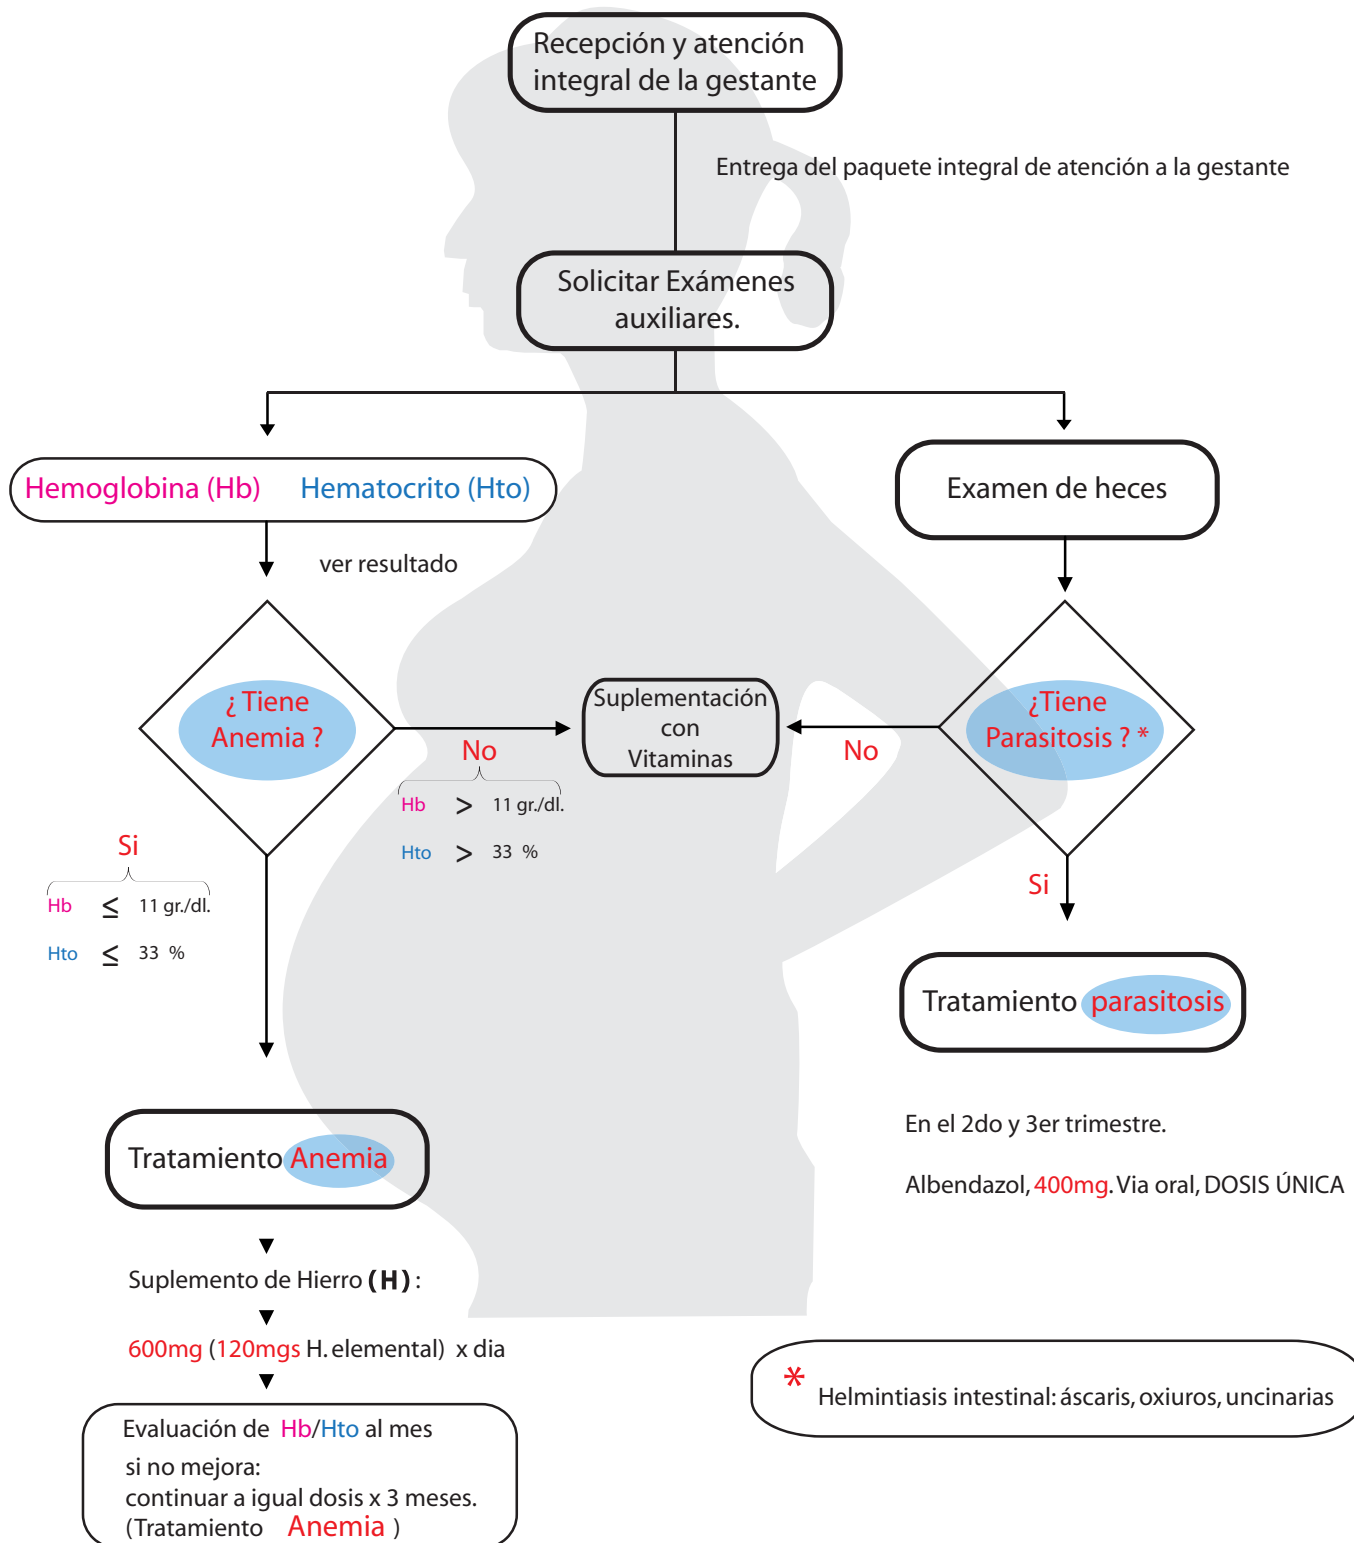 Recepción y atención
integral de la gestante
Entrega del paquete integral de atención a la gestante
Solicitar Exámenes
auxiliares.
Hemoglobina (Hb) Hematocrito (Hto)
Examen de heces
ver resultado
¿ Tiene
Anemia ?
Suplementación
con
Vitaminas
¿Tiene
Parasitosis ? *
No
Hb > 11 gr./dl.
Hto > 33 %
No
Si
Hb ≤ 11 gr./dl.
Hto ≤ 33 %
Si
Tratamiento parasitosis
En el 2do y 3er trimestre.
Albendazol, 400mg. Via oral, DOSIS ÚNICA
Tratamiento Anemia
Suplemento de Hierro (H) :
600mg (120mgs H. elemental) x dia
* Helmintiasis intestinal: áscaris, oxiuros, uncinarias
Evaluación de Hb/Hto al mes
si no mejora:
continuar a igual dosis x 3 meses.
(Tratamiento Anemia )